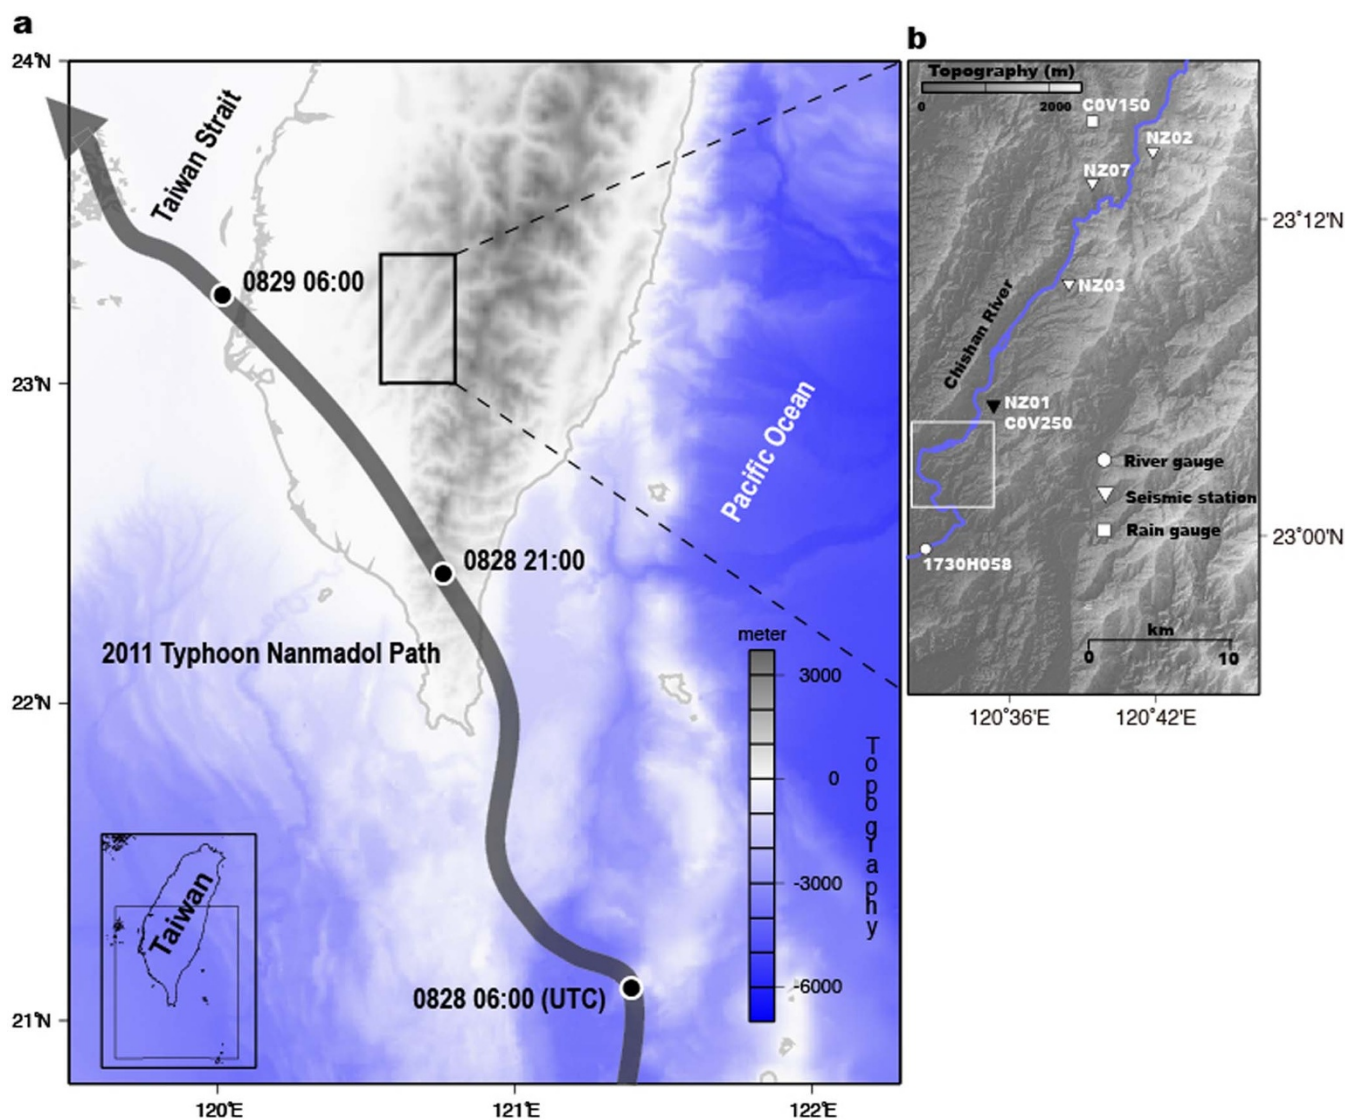 a
24°N
23°N
22°N
21°N
120°E
121°E
122°E
Taiwan Strait
0829 06:00
0828 21:00
2011 Typhoon Nanmadol Path
Pacific Ocean
0828 06:00 (UTC)
Taiwan
meter
3000
0
-3000
-6000
Topography
b
Topography (m)
0 2000
C0V150
NZ02
NZ07
NZ03
Chishan River
NZ01
C0V250
River gauge
Seismic station
Rain gauge
1730H058
km
0 10
23°12'N
23°00'N
120°36'E
120°42'E